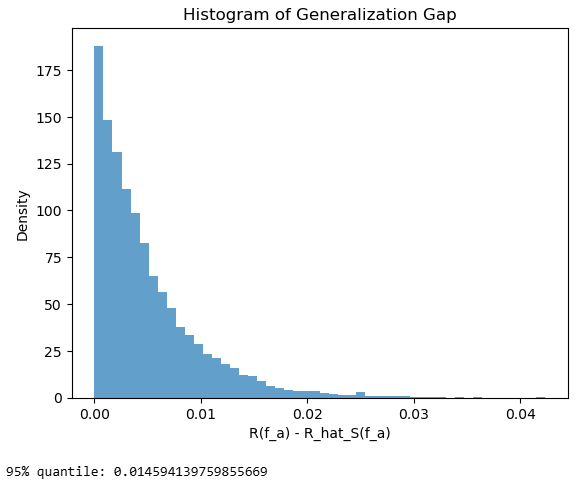 Histogram of Generalization Gap
175
150
125
100
75
50
25
0
Density
0.00 0.01 0.02 0.03 0.04
R(f_a) - R_hat_S(f_a)
95% quantile: 0.014594139759855669